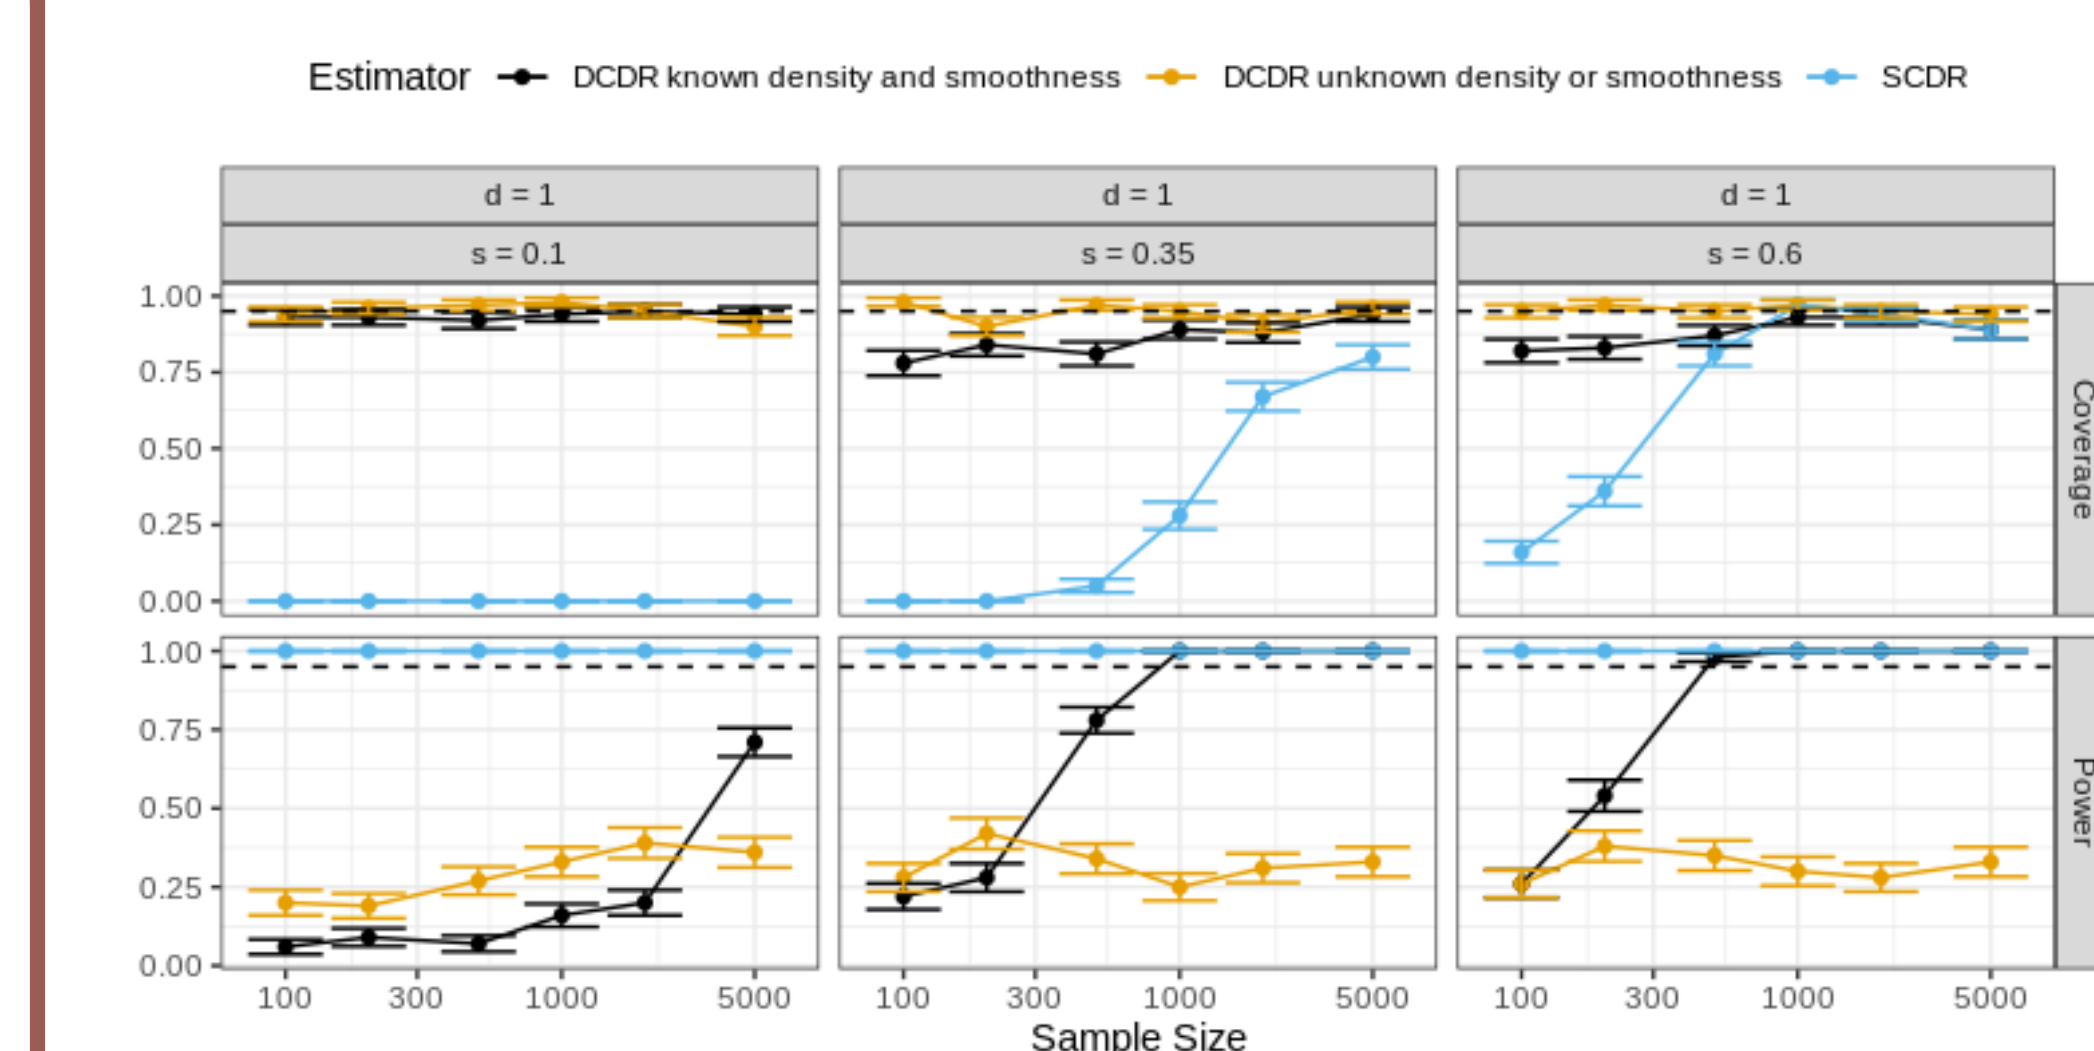 Estimator DCDR known density and smoothness DCDR unknown density or smoothness SCDR
d = 1 d = 1 d = 1
s = 0.1 s = 0.35 s = 0.6
1.00
0.75
0.50
0.25
0.00
Coverage
1.00
0.75
0.50
0.25
0.00
Power
100 300 1000 5000 100 300 1000 5000 100 300 1000 5000
Sample Size